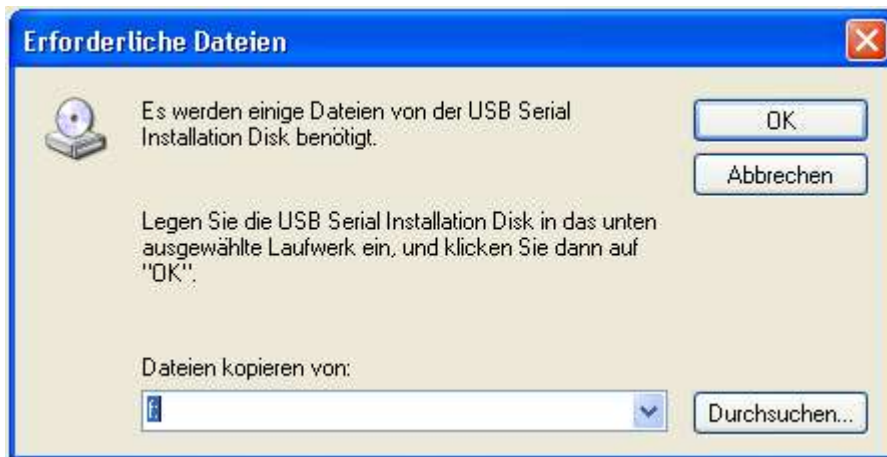 Erforderliche Dateien
Es werden einige Dateien von der USB Serial
Installation Disk benötigt.
OK
Abbrechen
Legen Sie die USB Serial Installation Disk in das unten
ausgewählte Laufwerk ein, und klicken Sie dann auf
"OK".
Dateien kopieren von:
Durchsuchen...